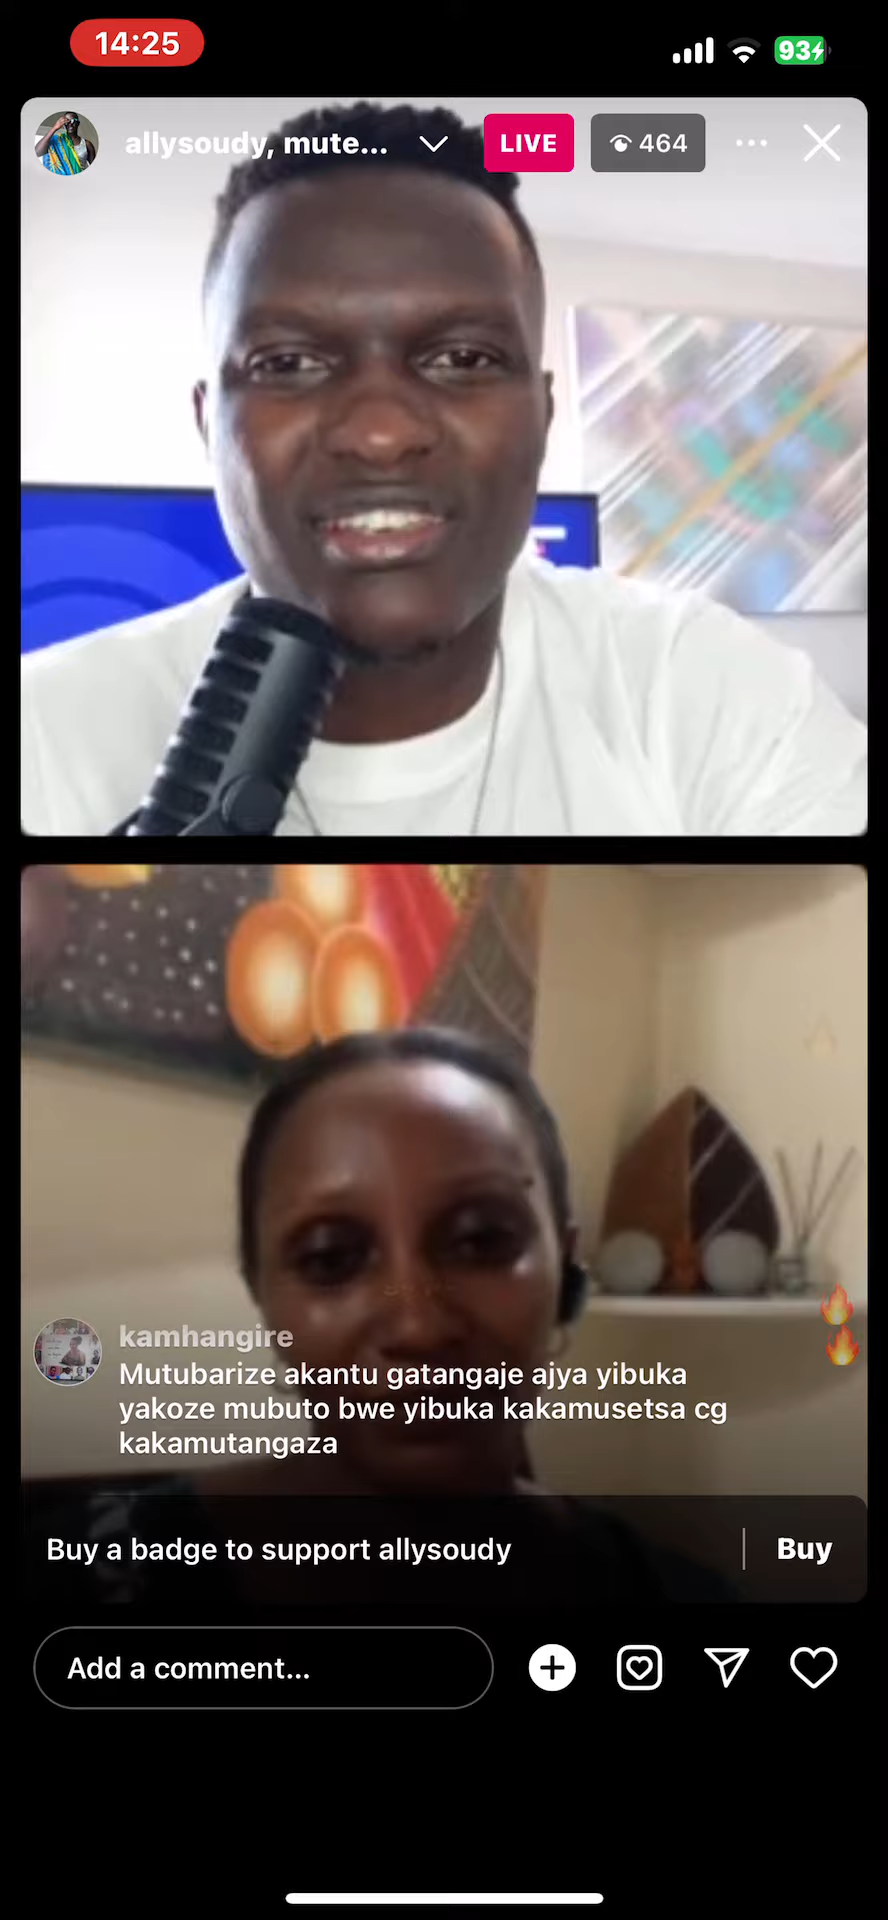 14:25
93
allysoudy, mute...
LIVE
464
kamhangire
Mutubarize akantu gatangaje ajya yibuka
yakoze mubuto bwe yibuka kakamusetsa cg
kakamutangaza
Buy a badge to support allysoudy
Buy
Add a comment...